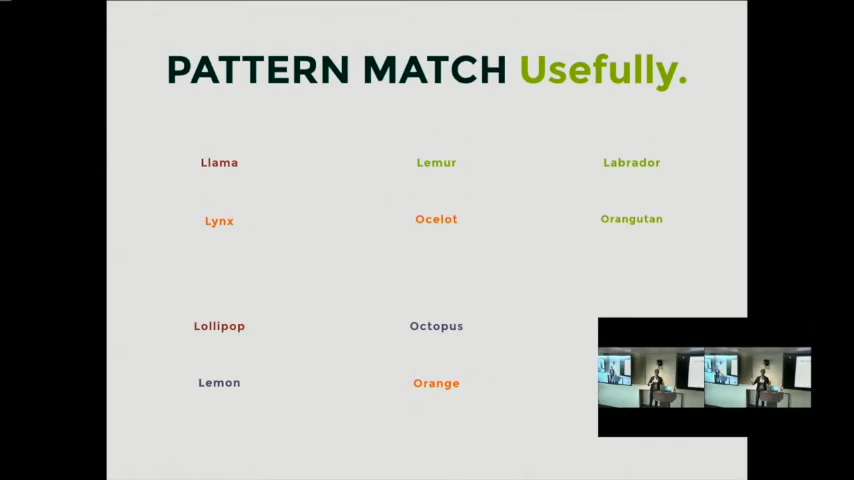 PATTERN MATCH Usefully.
Llama Lemur Labrador
Lynx Ocelot Orangutan
Lollipop Octopus
Lemon Orange